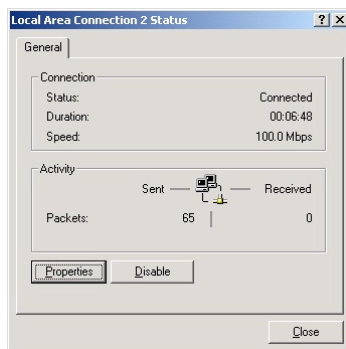 Local Area Connection 2 Status
General
Connection
Status: Connected
Duration: 00:06:48
Speed: 100.0 Mbps
Activity
Sent Received
Packets: 65 0
Properties Disable
Close